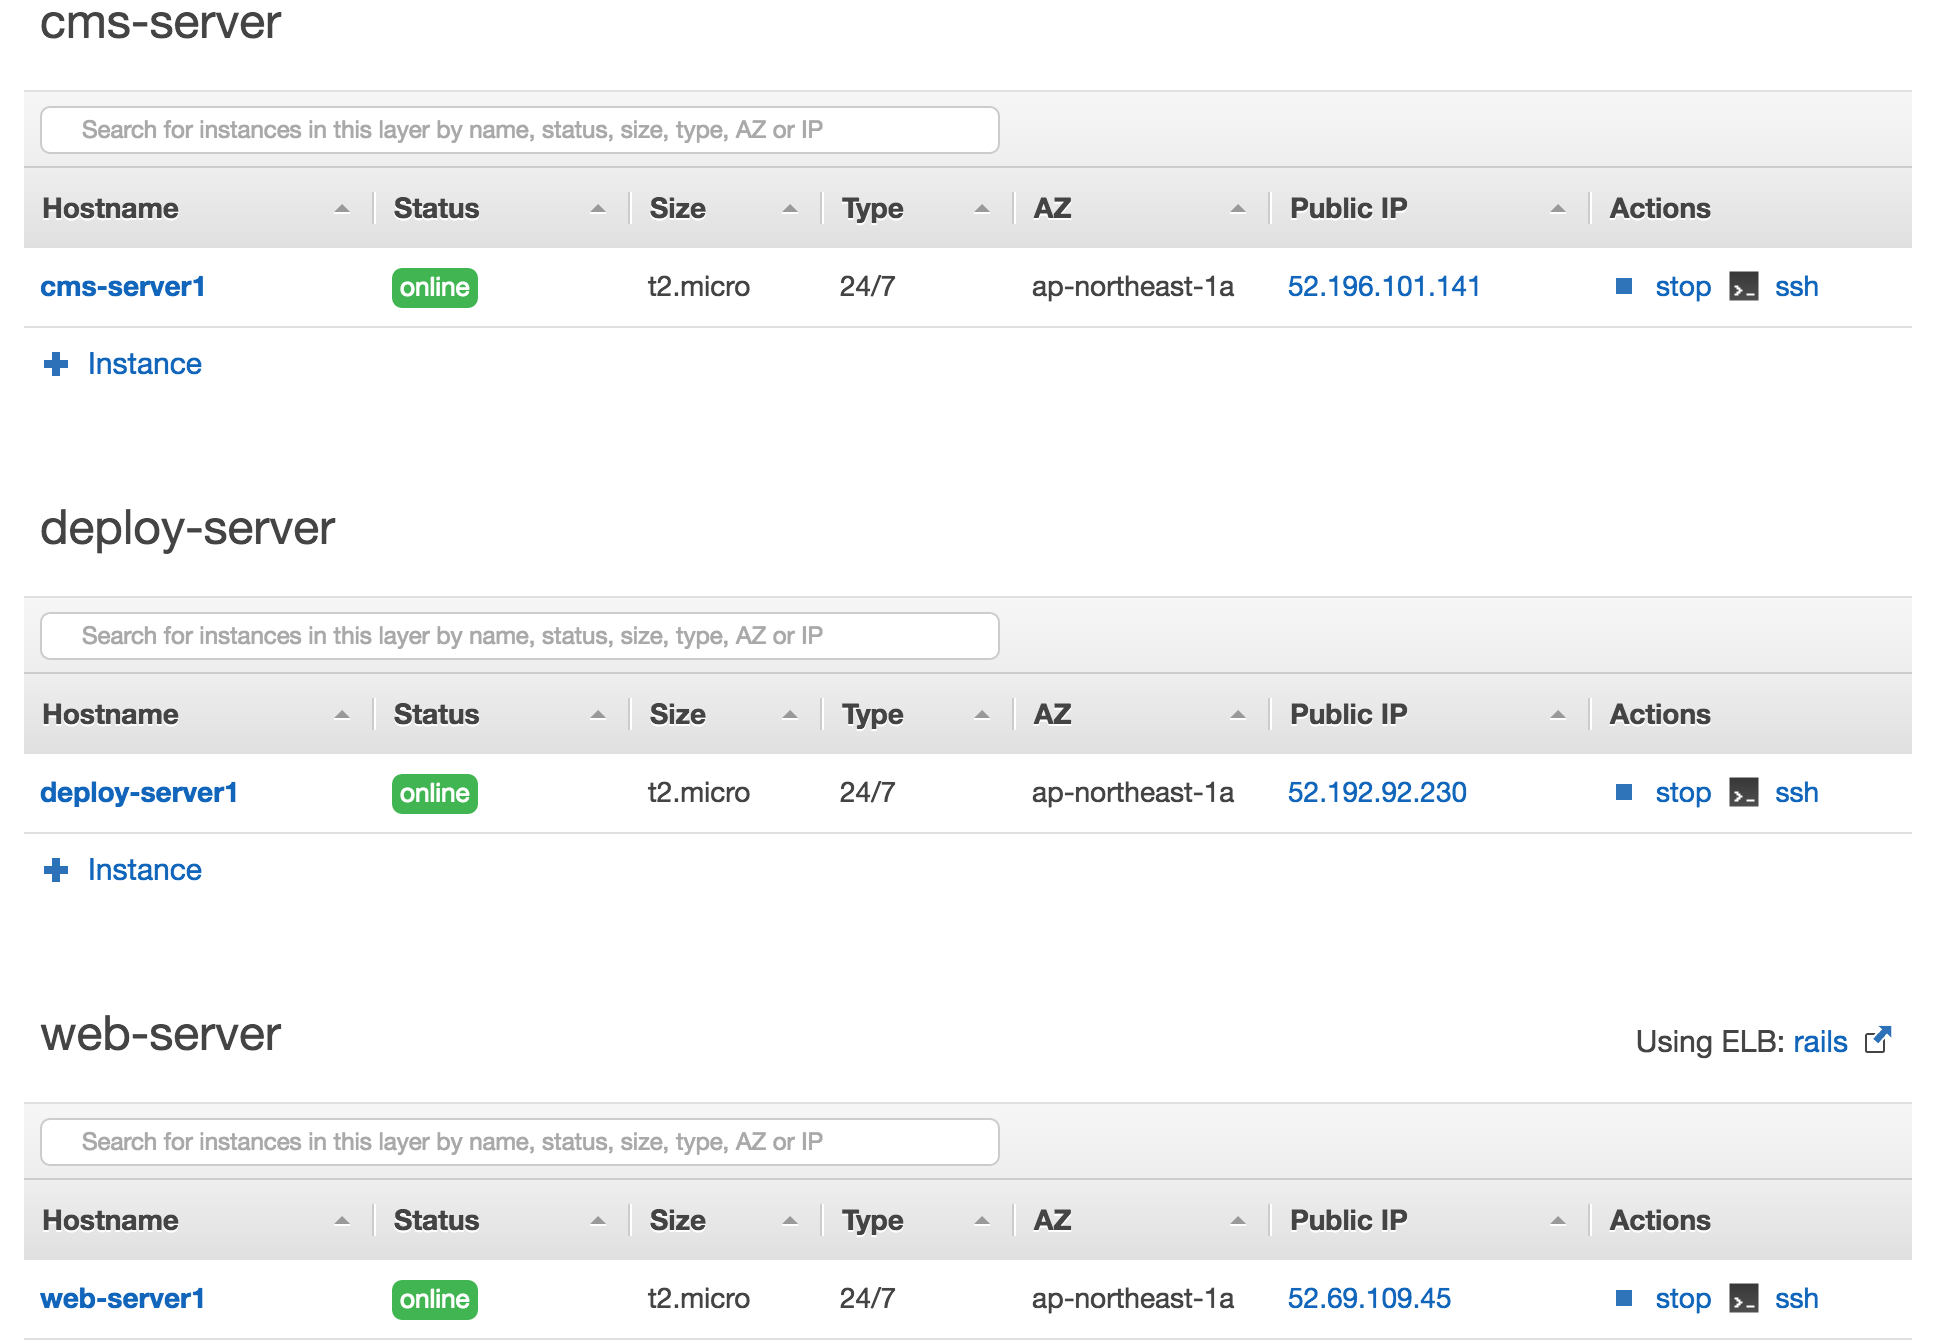 cms-server
Search for instances in this layer by name, status, size, type, AZ or IP
Hostname Status Size Type AZ Public IP Actions
cms-server1 online t2.micro 24/7 ap-northeast-1a 52.196.101.141 stop ssh
Instance
deploy-server
Search for instances in this layer by name, status, size, type, AZ or IP
Hostname Status Size Type AZ Public IP Actions
deploy-server1 online t2.micro 24/7 ap-northeast-1a 52.192.92.230 stop ssh
Instance
web-server Using ELB: rails
Search for instances in this layer by name, status, size, type, AZ or IP
Hostname Status Size Type AZ Public IP Actions
web-server1 online t2.micro 24/7 ap-northeast-1a 52.69.109.45 stop ssh